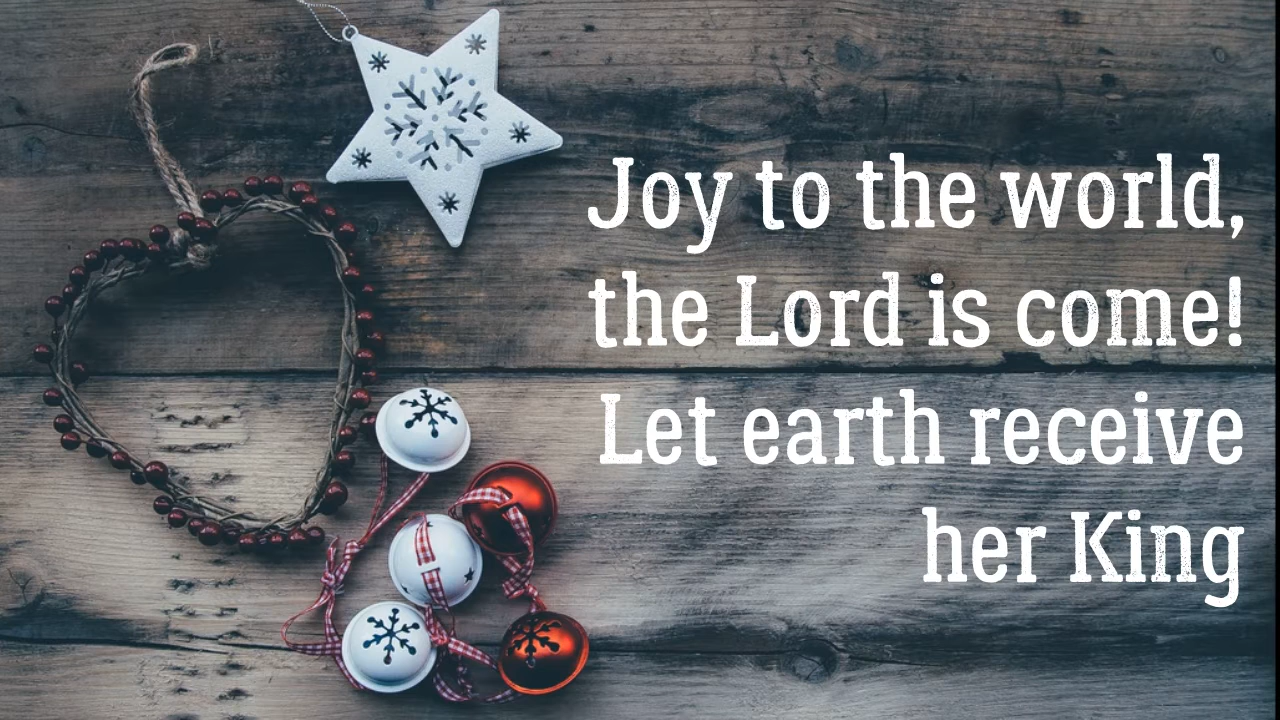 Joy to the world,
the Lord is come!
Let earth receive
her King